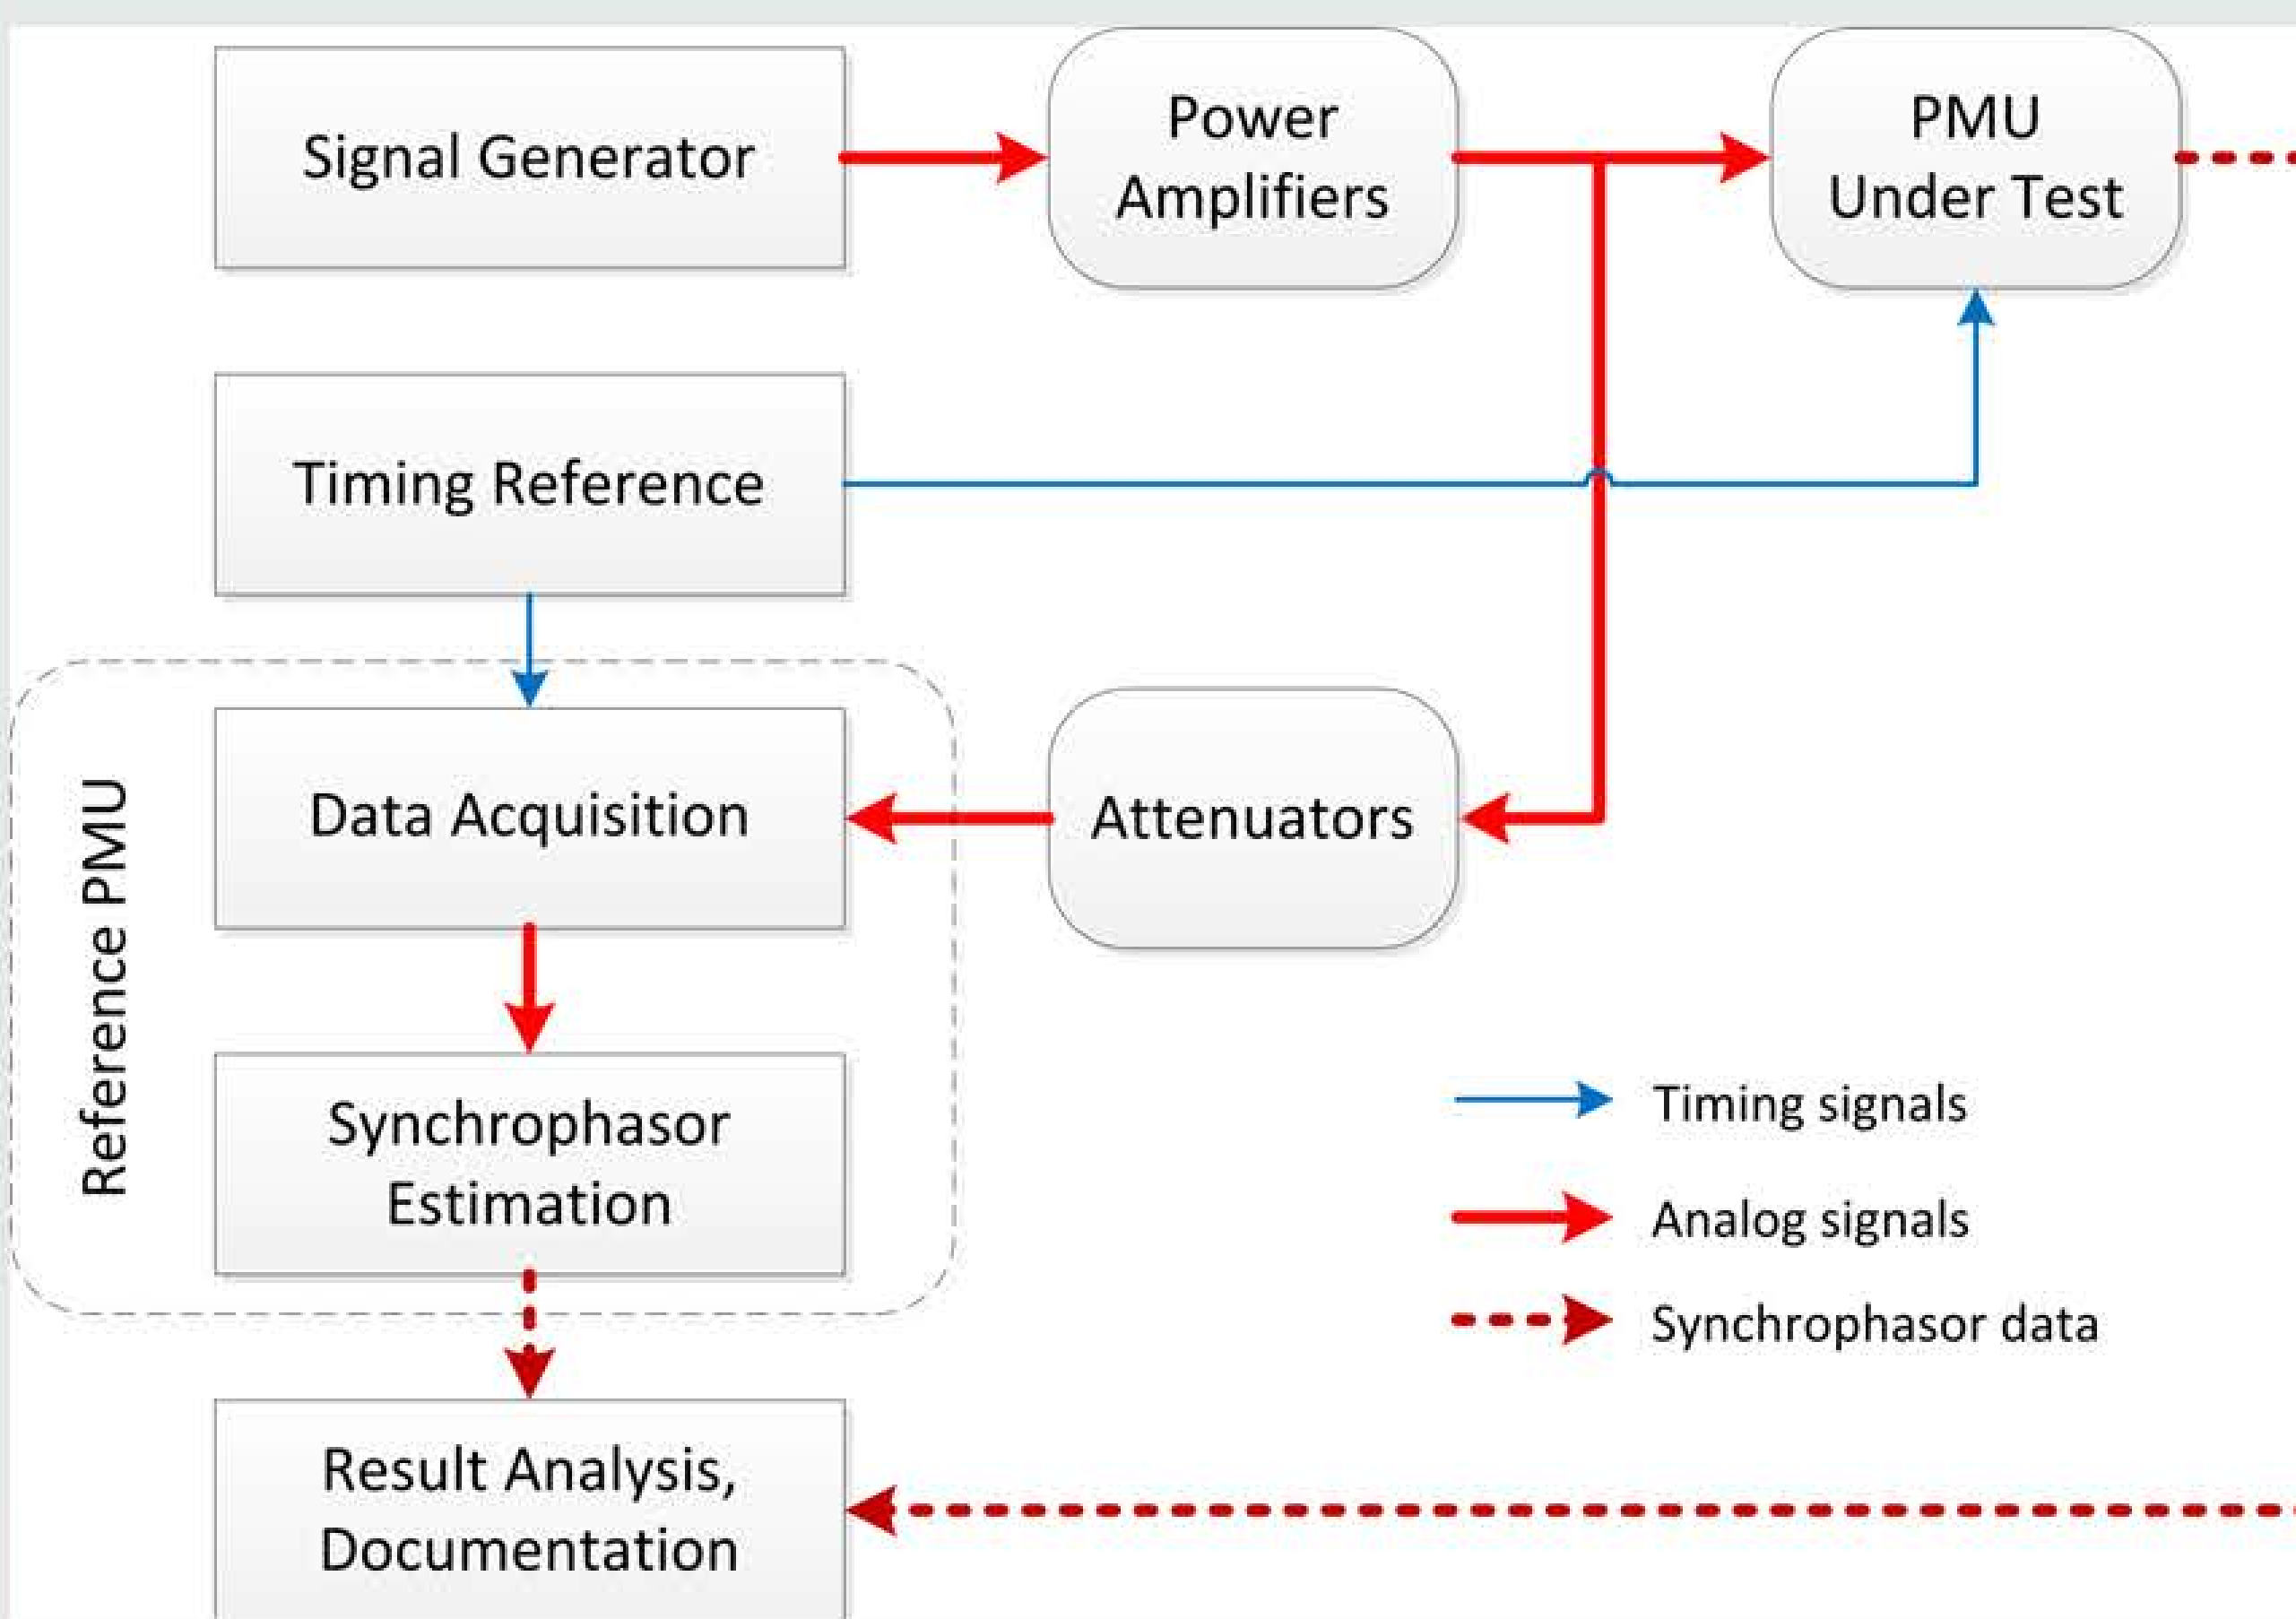 Signal Generator
Power
Amplifiers
PMU
Under Test
Timing Reference
Reference PMU
Data Acquisition
Attenuators
Synchrophasor
Estimation
Timing signals
Analog signals
Synchrophasor data
Result Analysis,
Documentation